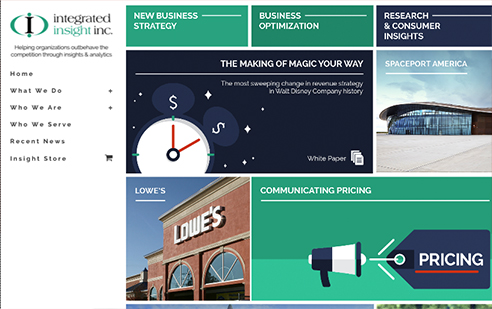 integrated
insight inc.
Helping organizations outbehave the
competition through insights & analytics
Home
What We Do +
Who We Are +
Who We Serve
Recent News
Insight Store
NEW BUSINESS
STRATEGY
BUSINESS
OPTIMIZATION
RESEARCH
& CONSUMER
INSIGHTS
THE MAKING OF MAGIC YOUR WAY
The most sweeping change in revenue strategy
in Walt Disney Company history
$
$
White Paper
SPACEPORT AMERICA
LOWE'S
LOWE'S
COMMUNICATING PRICING
PRICING